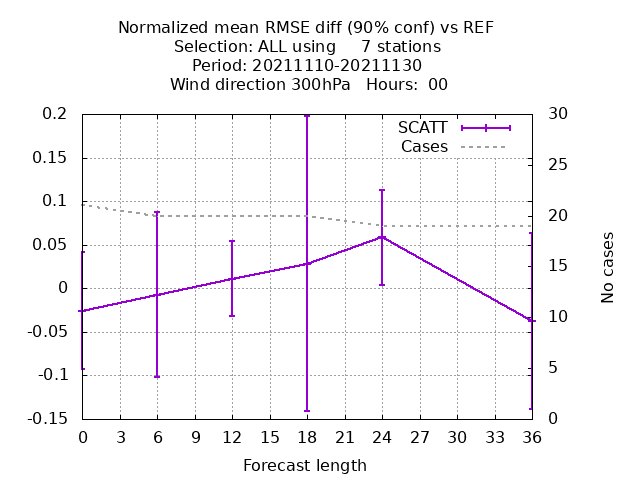 Normalized mean RMSE diff (90% conf) vs REF
Selection: ALL using     7 stations
Period: 20211110-20211130
Wind direction 300hPa   Hours:  00
SCATT
Cases
0.2
0.15
0.1
0.05
0
-0.05
-0.1
-0.15
30
25
20
15
10
5
0
No cases
0 3 6 9 12 15 18 21 24 27 30 33 36
Forecast length